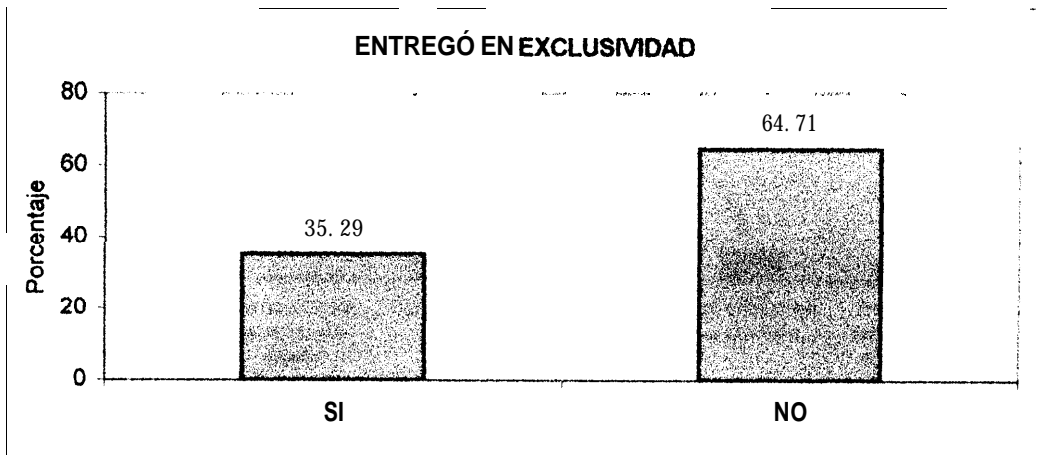 ENTREGÓ EN EXCLUSIVIDAD
80
64.71
60
Porcentaje
40
35.29
20
0
SI
NO